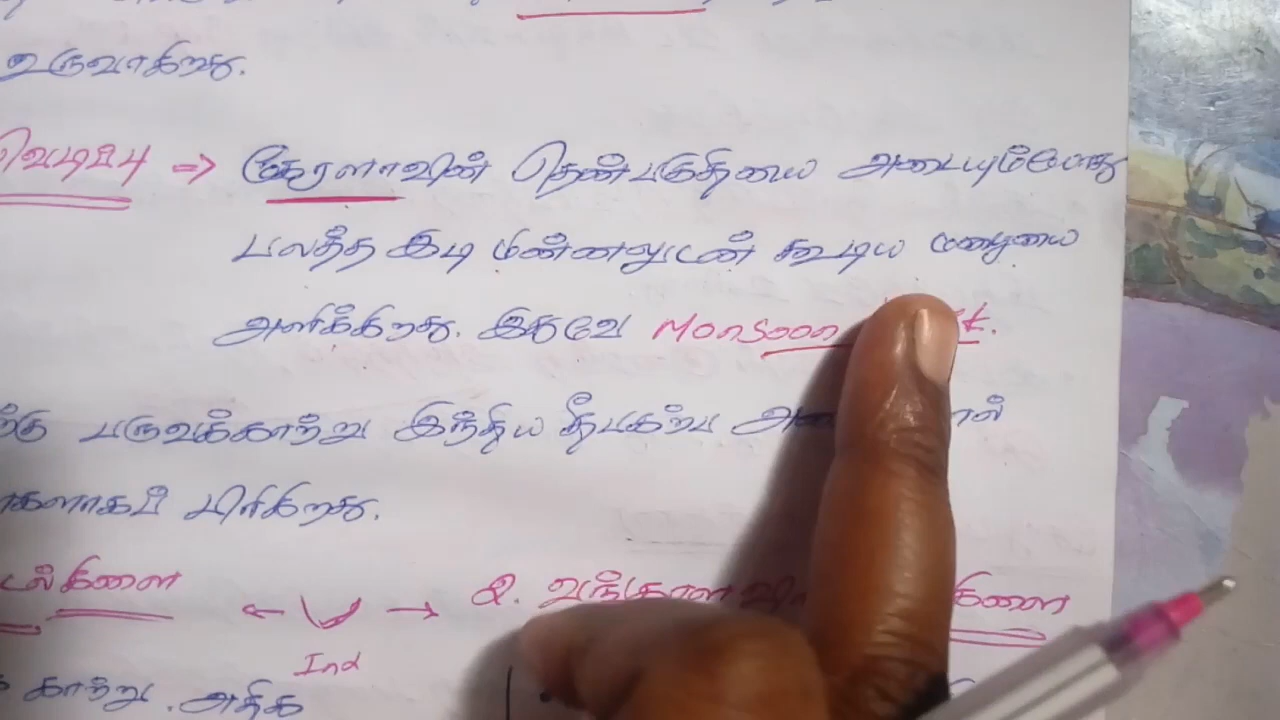 உருவாகிறது.
வெடிப்பு => கேரளாவின் தென்பகுதியை அடையும்போது
பலத்த இடி மின்னலுடன் கூடிய மழையை
அளிக்கிறது. இதுவே Monsoon
பருவக்காற்று இந்திய தீபகற்ப
களாகப் பிரிகிறது.
கிளை ← → 2. கிளை
Ind
காற்று. அதிக